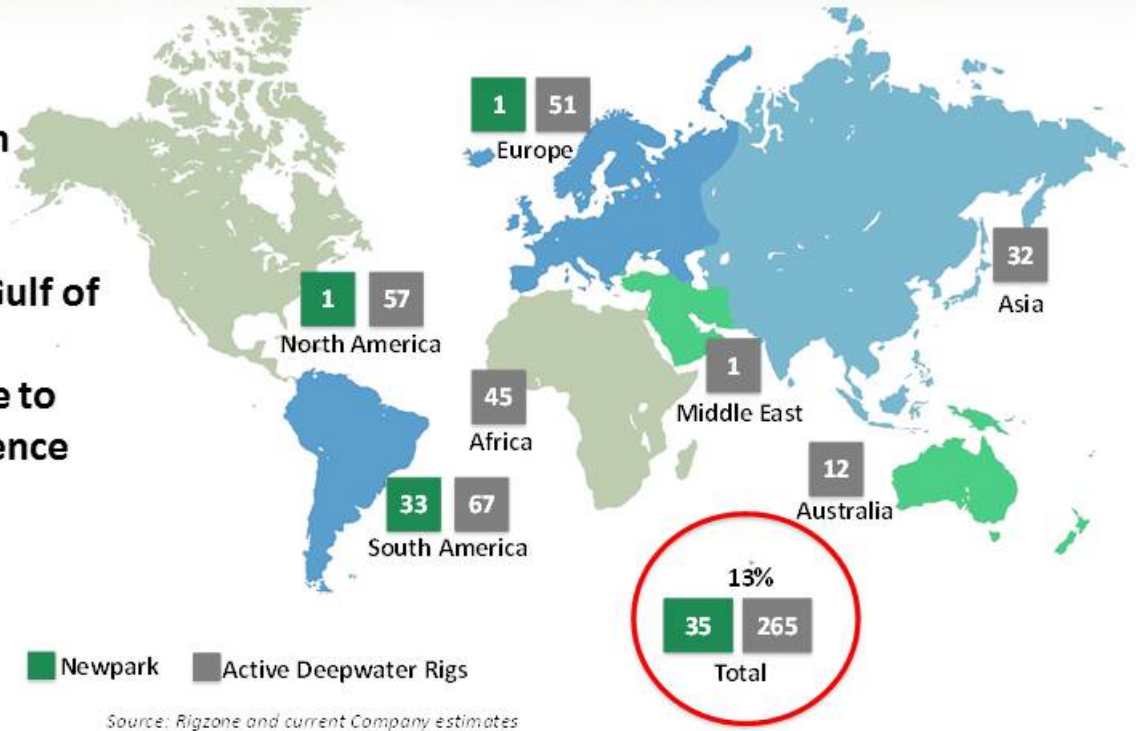 Gulf of
e to
ence
1 51
Europe
32
Asia
1 57
North America
1
Middle East
45
Africa
12
Australia
33 67
South America
13%
35 265
Total
Newpark Active Deepwater Rigs
Source: Rigzone and current Company estimates